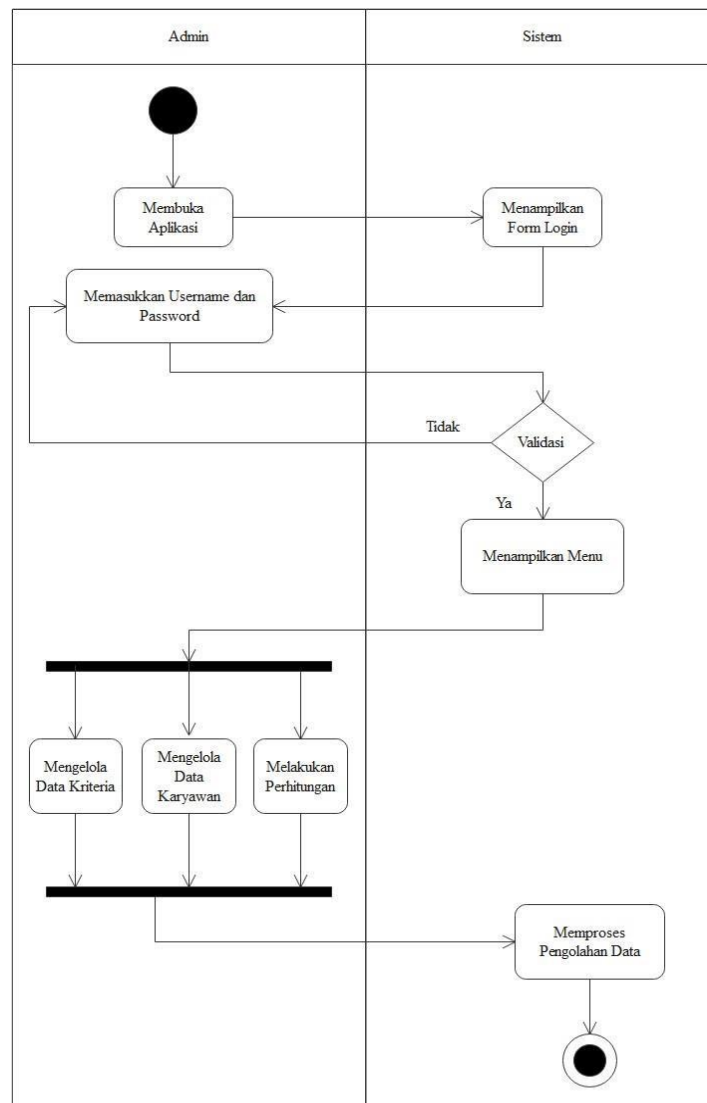 Admin
Sistem
Membuka
Aplikasi
Menampilkan
Form Login
Memasukkan Username dan
Password
Tidak
Validasi
Ya
Menampilkan Menu
Mengelola
Data Kriteria
Mengelola
Data
Karyawan
Melakukan
Perhitungan
Memproses
Pengolahan Data